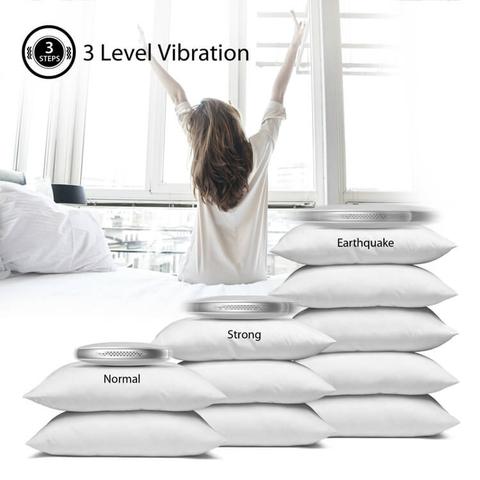 3
STEPS
3 Level Vibration
Earthquake
Strong
Normal